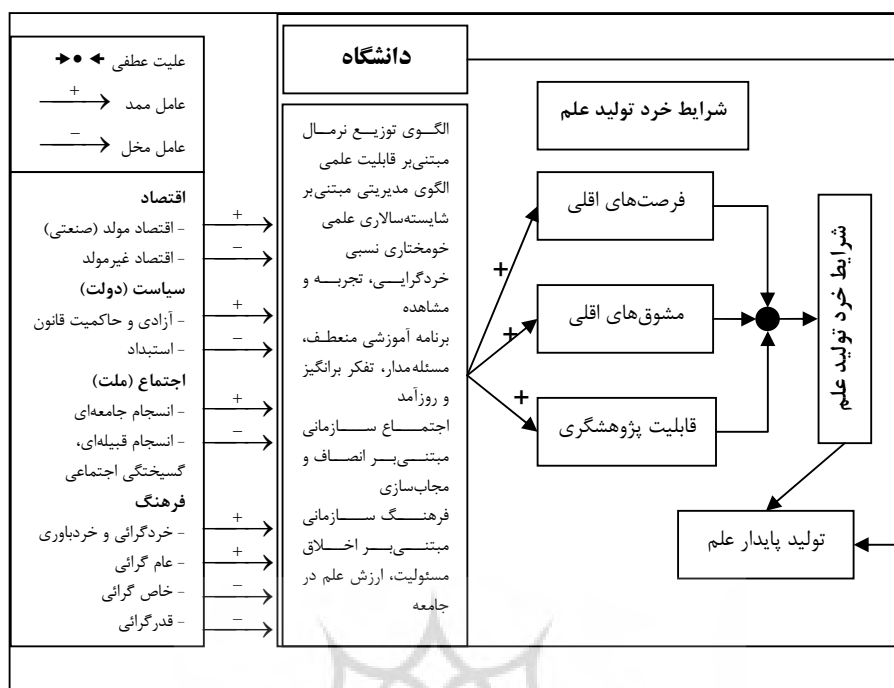 علیت عطفی
+
عامل ممد
−
عامل مخل
اقتصاد
- اقتصاد مولد (صنعتی)
+
- اقتصاد غیرمولد
−
سیاست (دولت)
- آزادی و حاکمیت قانون
+
- استبداد
−
اجتماع (ملت)
- انسجام جامعه‌ای
+
- انسجام قبیله‌ای،
−
گسیختگی اجتماعی
فرهنگ
- خردگرائی و خردباوری
+
- عام گرائی
+
- خاص گرائی
−
- قدرگرائی
−
دانشگاه
الگوی توزیع نرمال
مبتنی‌بر قابلیت علمی
الگوی مدیریتی مبتنی‌بر
شایسته‌سالاری علمی
خومختاری نسبی
خردگرایی، تجربه و
مشاهده
برنامه آموزشی منعطف،
مسئله‌مدار، تفکر برانگیز
و روزآمد
اجتماع سازمانی
مبتنی‌بر انصاف و
مجاب‌سازی
فرهنگ سازمانی
مبتنی‌بر اخلاق
مسئولیت، ارزش علم در
جامعه
شرایط خرد تولید علم
+
فرصت‌های اقلی
+
مشوق‌های اقلی
+
قابلیت پژوهشگری
شرایط خرد تولید علم
تولید پایدار علم